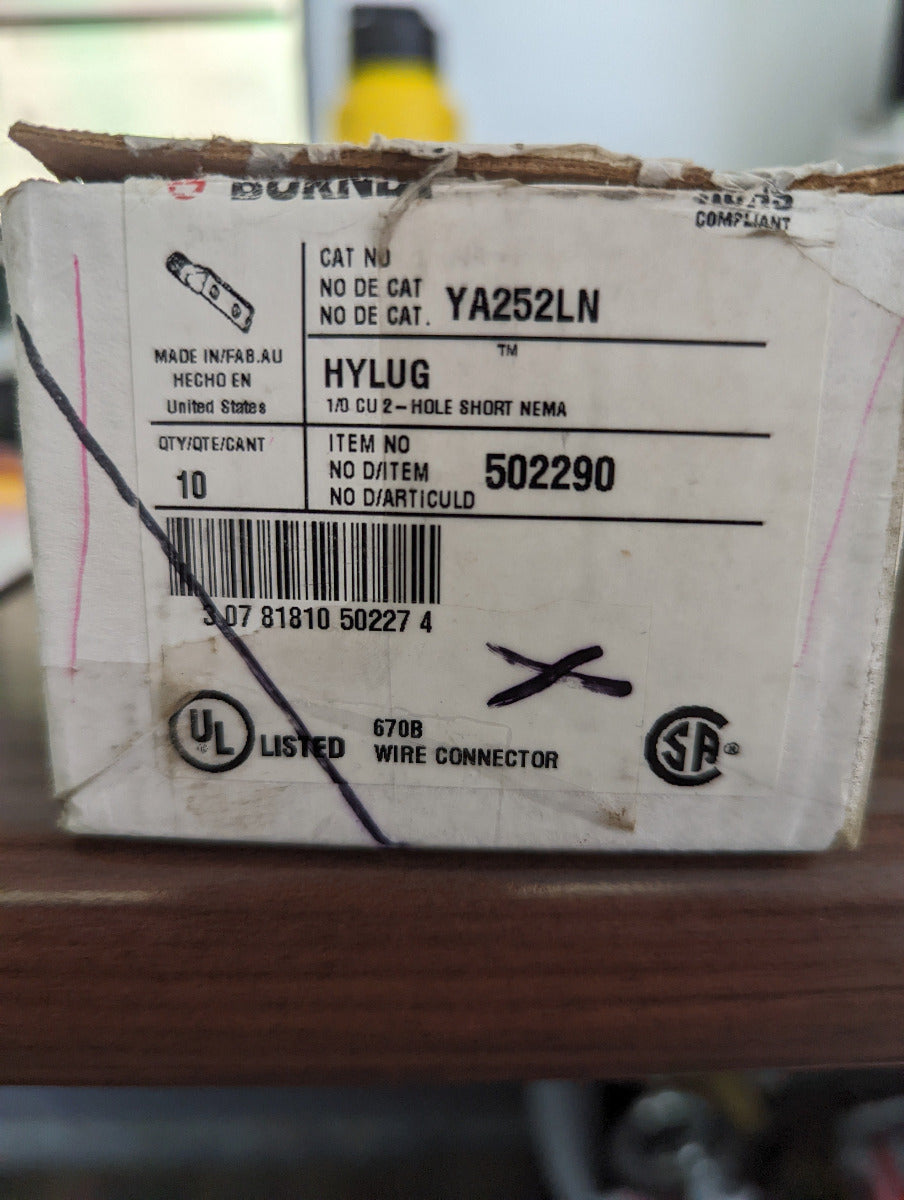 BURNDY
COMPLIANT
CAT NO
NO DE CAT
NO DE CAT. YA252LN
HYLUG ™
1/0 CU 2-HOLE SHORT NEMA
MADE IN/FAB.AU
HECHO EN
United States
QTY/QTE/CANT
10
ITEM NO
NO D/ITEM 502290
NO D/ARTICULO
3 07 81810 50227 4
UL LISTED
670B
WIRE CONNECTOR
SA ®